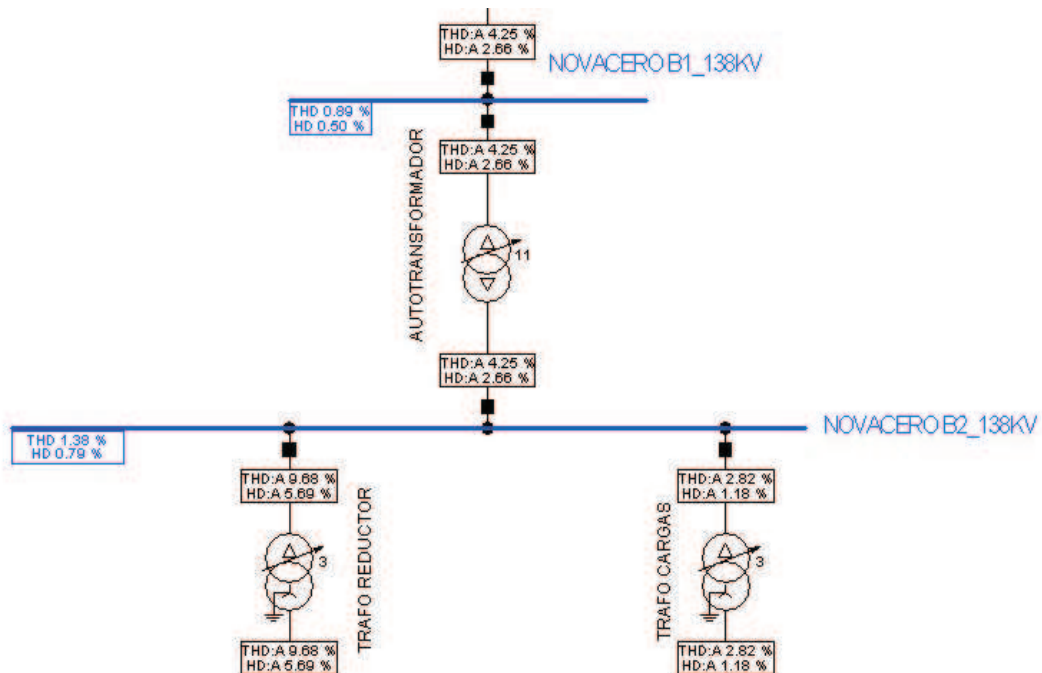 THD:A 4.25 %
HD:A 2.66 %
NOVACERO B1_138KV
THD 0.89 %
HD 0.50 %
THD:A 4.25 %
HD:A 2.66 %
AUTOTRANSFORMADOR
11
THD:A 4.25 %
HD:A 2.66 %
NOVACERO B2_138KV
THD 1.38 %
HD 0.79 %
THD:A 9.68 %
HD:A 5.69 %
TRAFO REDUCTOR
3
THD:A 9.68 %
HD:A 5.69 %
THD:A 2.82 %
HD:A 1.18 %
TRAFO CARGAS
3
THD:A 2.82 %
HD:A 1.18 %